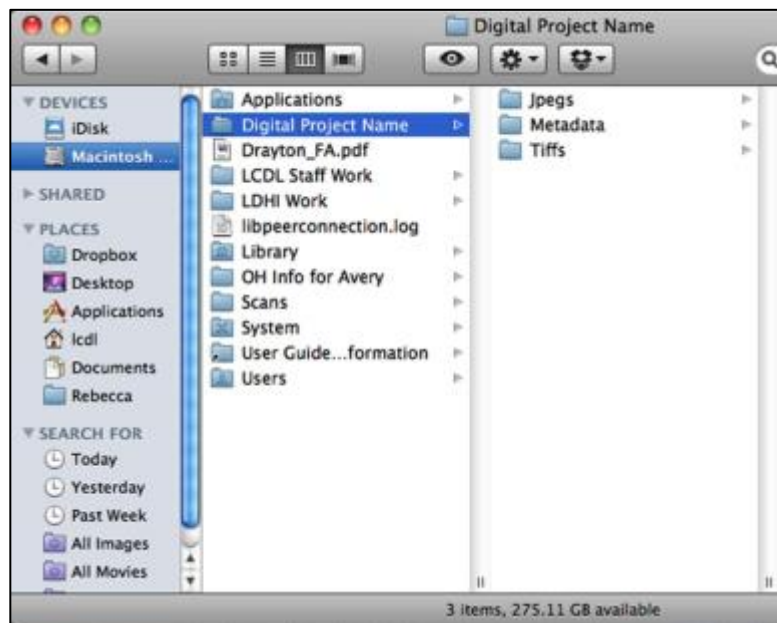 Digital Project Name
DEVICES
iDisk
Macintosh ...
SHARED
PLACES
Dropbox
Desktop
Applications
lcdl
Documents
Rebecca
SEARCH FOR
Today
Yesterday
Past Week
All Images
All Movies
Applications
Digital Project Name
Drayton_FA.pdf
LCDL Staff Work
LDHI Work
libpeerconnection.log
Library
OH Info for Avery
Scans
System
User Guide...formation
Users
Jpegs
Metadata
Tiffs
3 items, 275.11 GB available